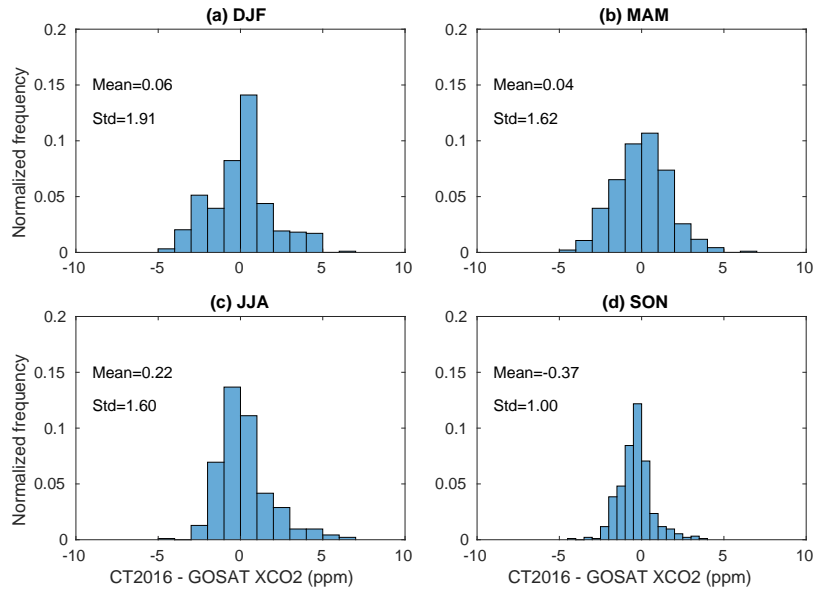 (a) DJF
Normalized frequency
0.2
0.15
0.1
0.05
0
Mean=0.06
Std=1.91
-10
-5
0
5
10
(b) MAM
0.2
0.15
0.1
0.05
0
Mean=0.04
Std=1.62
-10
-5
0
5
10
(c) JJA
Normalized frequency
0.2
0.15
0.1
0.05
0
Mean=0.22
Std=1.60
-10
-5
0
5
10
CT2016 - GOSAT XCO2 (ppm)
(d) SON
0.2
0.15
0.1
0.05
0
Mean=-0.37
Std=1.00
-10
-5
0
5
10
CT2016 - GOSAT XCO2 (ppm)